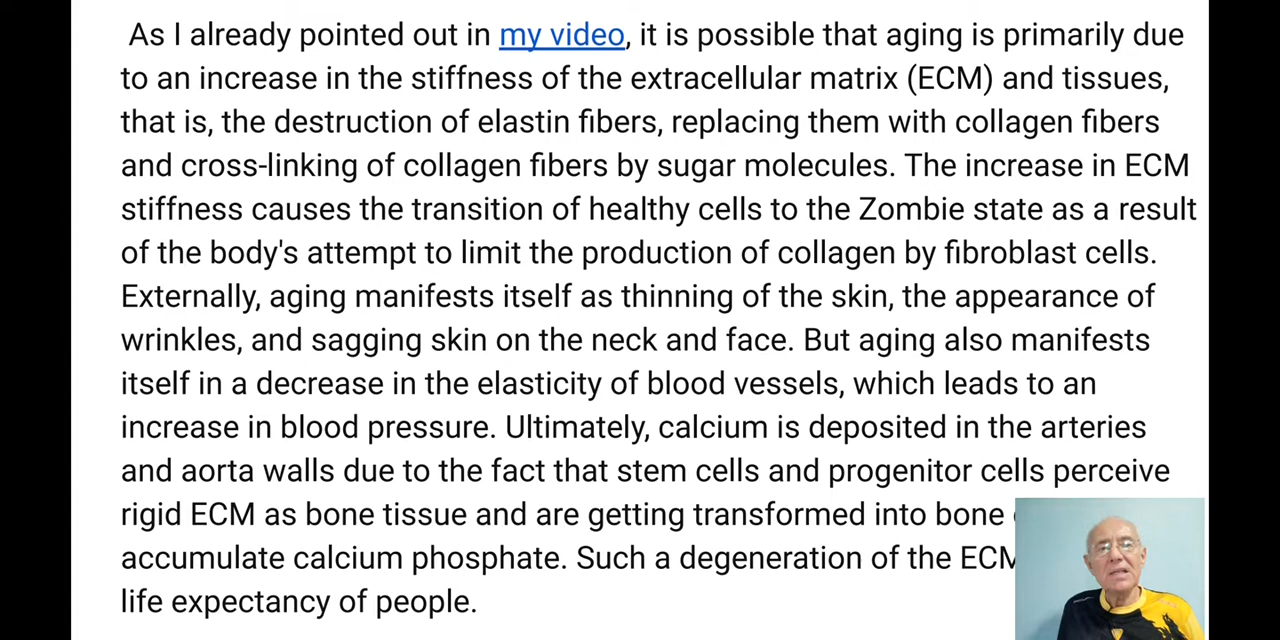 As I already pointed out in my video, it is possible that aging is primarily due
to an increase in the stiffness of the extracellular matrix (ECM) and tissues,
that is, the destruction of elastin fibers, replacing them with collagen fibers
and cross-linking of collagen fibers by sugar molecules. The increase in ECM
stiffness causes the transition of healthy cells to the Zombie state as a result
of the body's attempt to limit the production of collagen by fibroblast cells.
Externally, aging manifests itself as thinning of the skin, the appearance of
wrinkles, and sagging skin on the neck and face. But aging also manifests
itself in a decrease in the elasticity of blood vessels, which leads to an
increase in blood pressure. Ultimately, calcium is deposited in the arteries
and aorta walls due to the fact that stem cells and progenitor cells perceive
rigid ECM as bone tissue and are getting transformed into bone
accumulate calcium phosphate. Such a degeneration of the ECM
life expectancy of people.